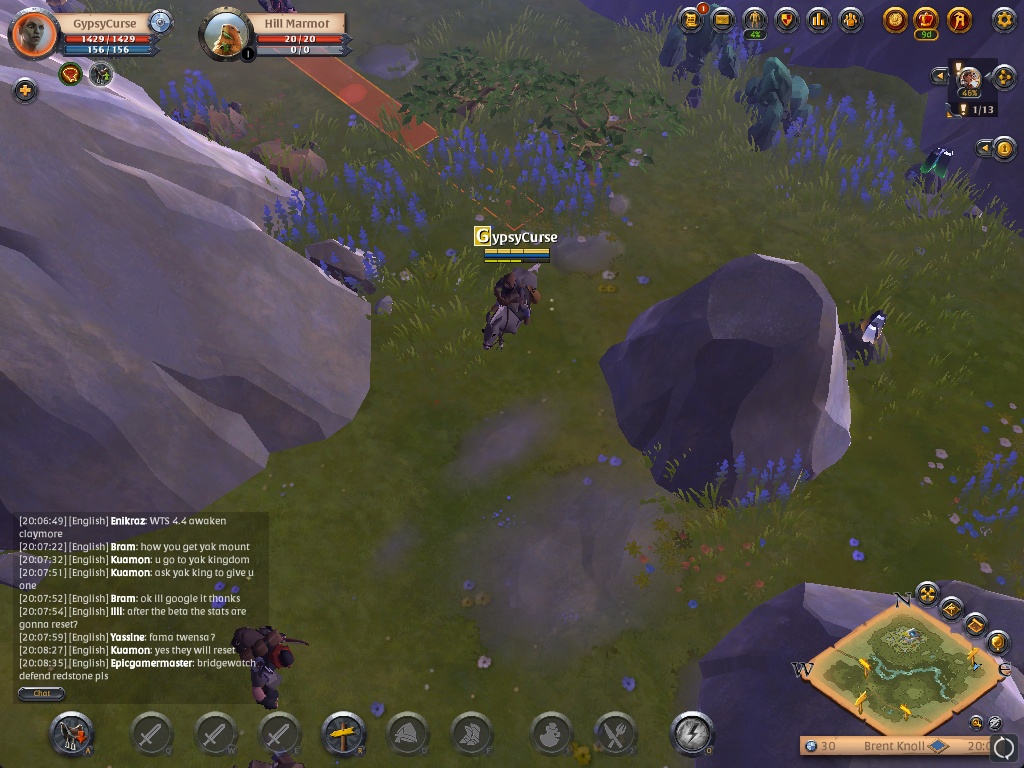 GypsyCurse
1429 / 1429
156 / 156
Hill Marmot
20 / 20
0 / 0
1
1
4%
9d
46%
1/13
1
GypsyCurse
[20:06:49] [English] Enikraz: WTS 4.4 awaken
claymore
[20:07:22] [English] Bram: how you get yak mount
[20:07:32] [English] Kuamon: u go to yak kingdom
[20:07:51] [English] Kuamon: ask yak king to give u
one
[20:07:52] [English] Bram: ok ill google it thanks
[20:07:54] [English] Illi: after the beta the stats are
gonna reset?
[20:07:59] [English] Yassine: fama twensa?
[20:08:27] [English] Kuamon: yes they will reset
[20:08:35] [English] Epicgamermaster: bridgewatch
defend redstone pls
Chat
N
W
E
A
Q
W
E
R
D
F
30 Brent Knoll